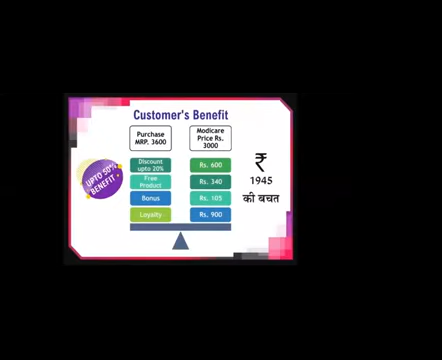 Customer's Benefit
Purchase
MRP, 3600
Modicare
Price Rs.
3000
UPTO 50%
BENEFIT
Discount
upto 20%
Rs. 600
Free
Product
Rs. 340
Bonus
Rs. 105
Loyalty
Rs. 900
₹
1945
की बचत